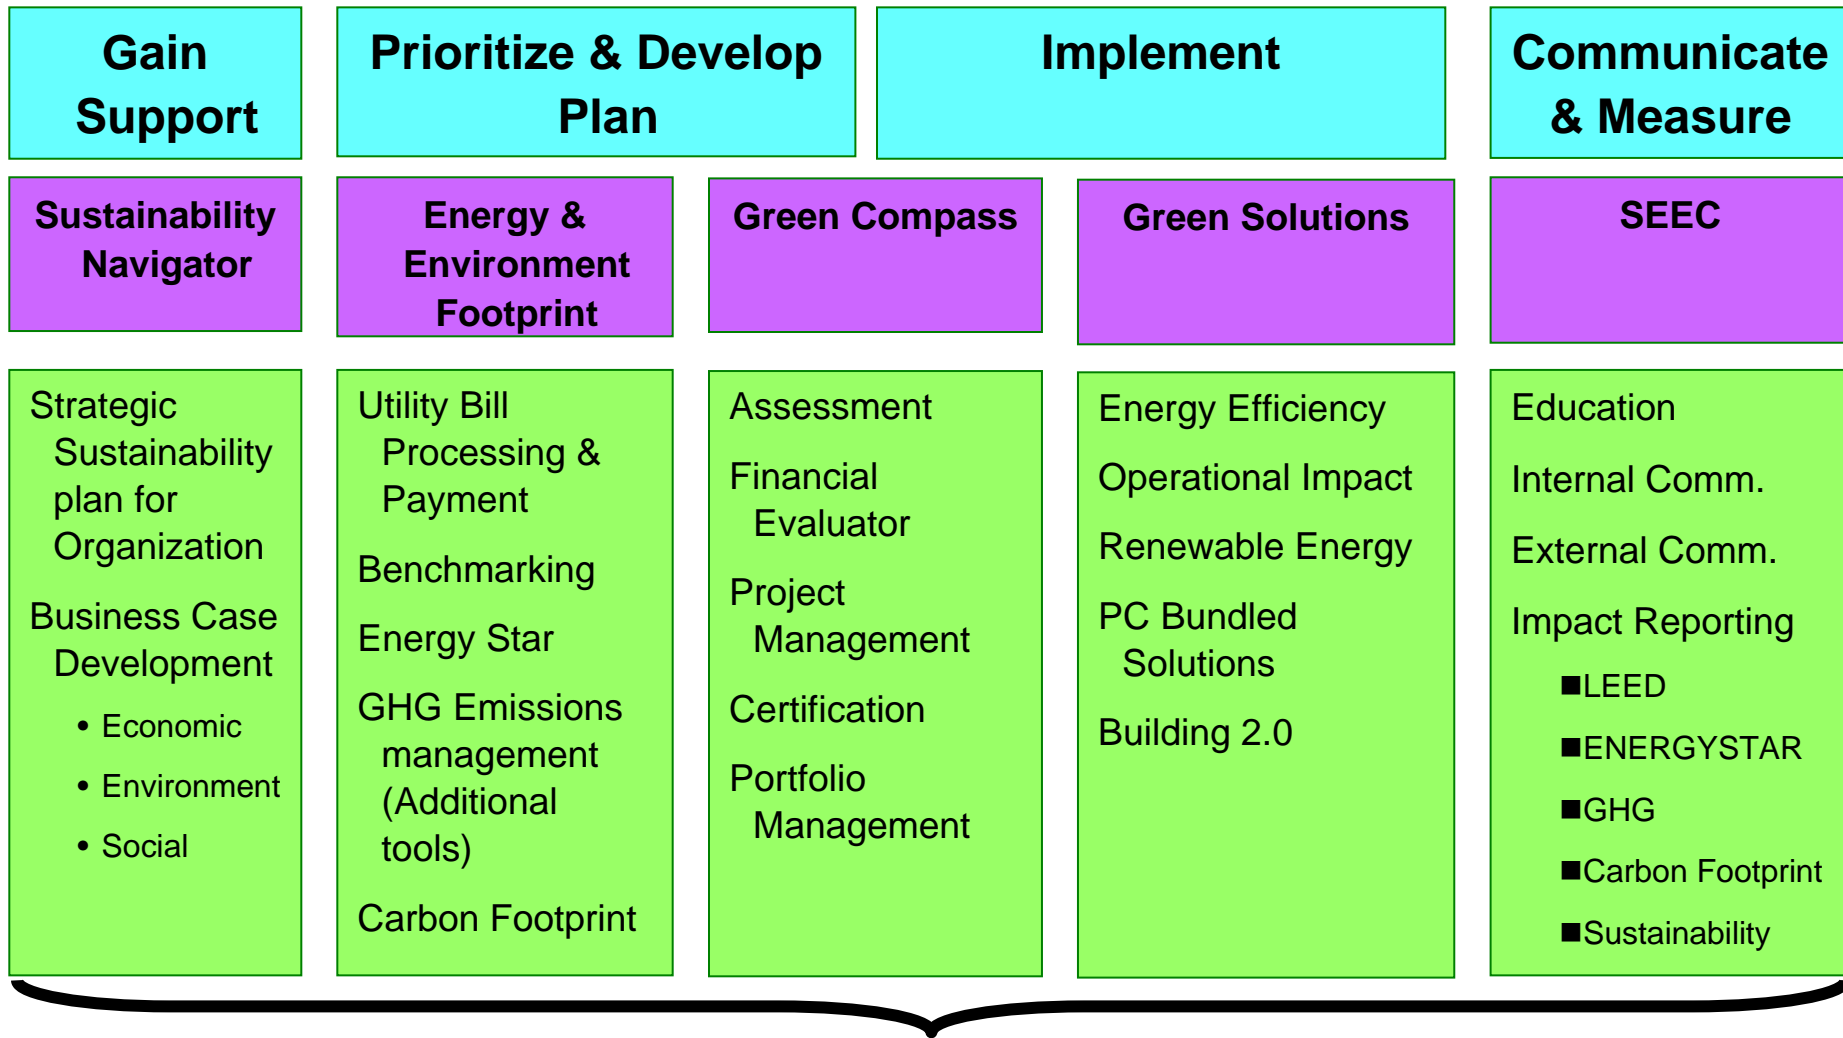 Gain
Support
Prioritize & Develop
Plan
Implement
Communicate
& Measure
Sustainability
Navigator
Energy &
Environment
Footprint
Green Compass
Green Solutions
SEEC
Strategic
Sustainability
plan for
Organization
Business Case
Development
• Economic
• Environment
• Social
Utility Bill
Processing &
Payment
Benchmarking
Energy Star
GHG Emissions
management
(Additional
tools)
Carbon Footprint
Assessment
Financial
Evaluator
Project
Management
Certification
Portfolio
Management
Energy Efficiency
Operational Impact
Renewable Energy
PC Bundled
Solutions
Building 2.0
Education
Internal Comm.
External Comm.
Impact Reporting
■LEED
■ENERGYSTAR
■GHG
■Carbon Footprint
■Sustainability